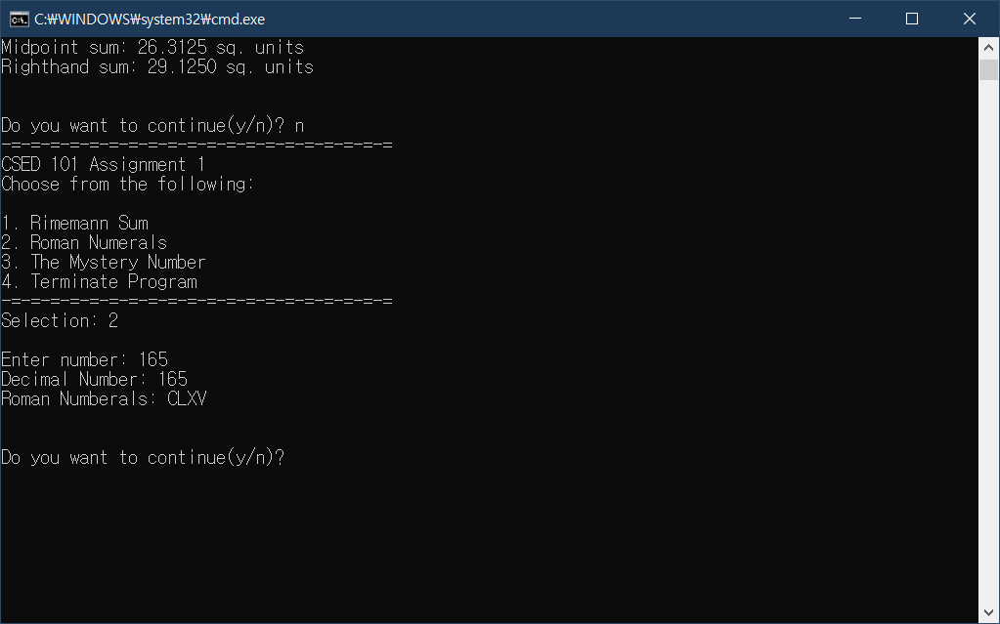 C:₩WINDOWS₩system32₩cmd.exe
Midpoint sum: 26.3125 sq. units
Righthand sum: 29.1250 sq. units
Do you want to continue(y/n)? n
-=-=-=-=-=-=-=-=-=-=-=-=-=-=-=-=-=-=-=-=
CSED 101 Assignment 1
Choose from the following:
1. Rimemann Sum
2. Roman Numerals
3. The Mystery Number
4. Terminate Program
-=-=-=-=-=-=-=-=-=-=-=-=-=-=-=-=-=-=-=-=
Selection: 2
Enter number: 165
Decimal Number: 165
Roman Numberals: CLXV
Do you want to continue(y/n)?